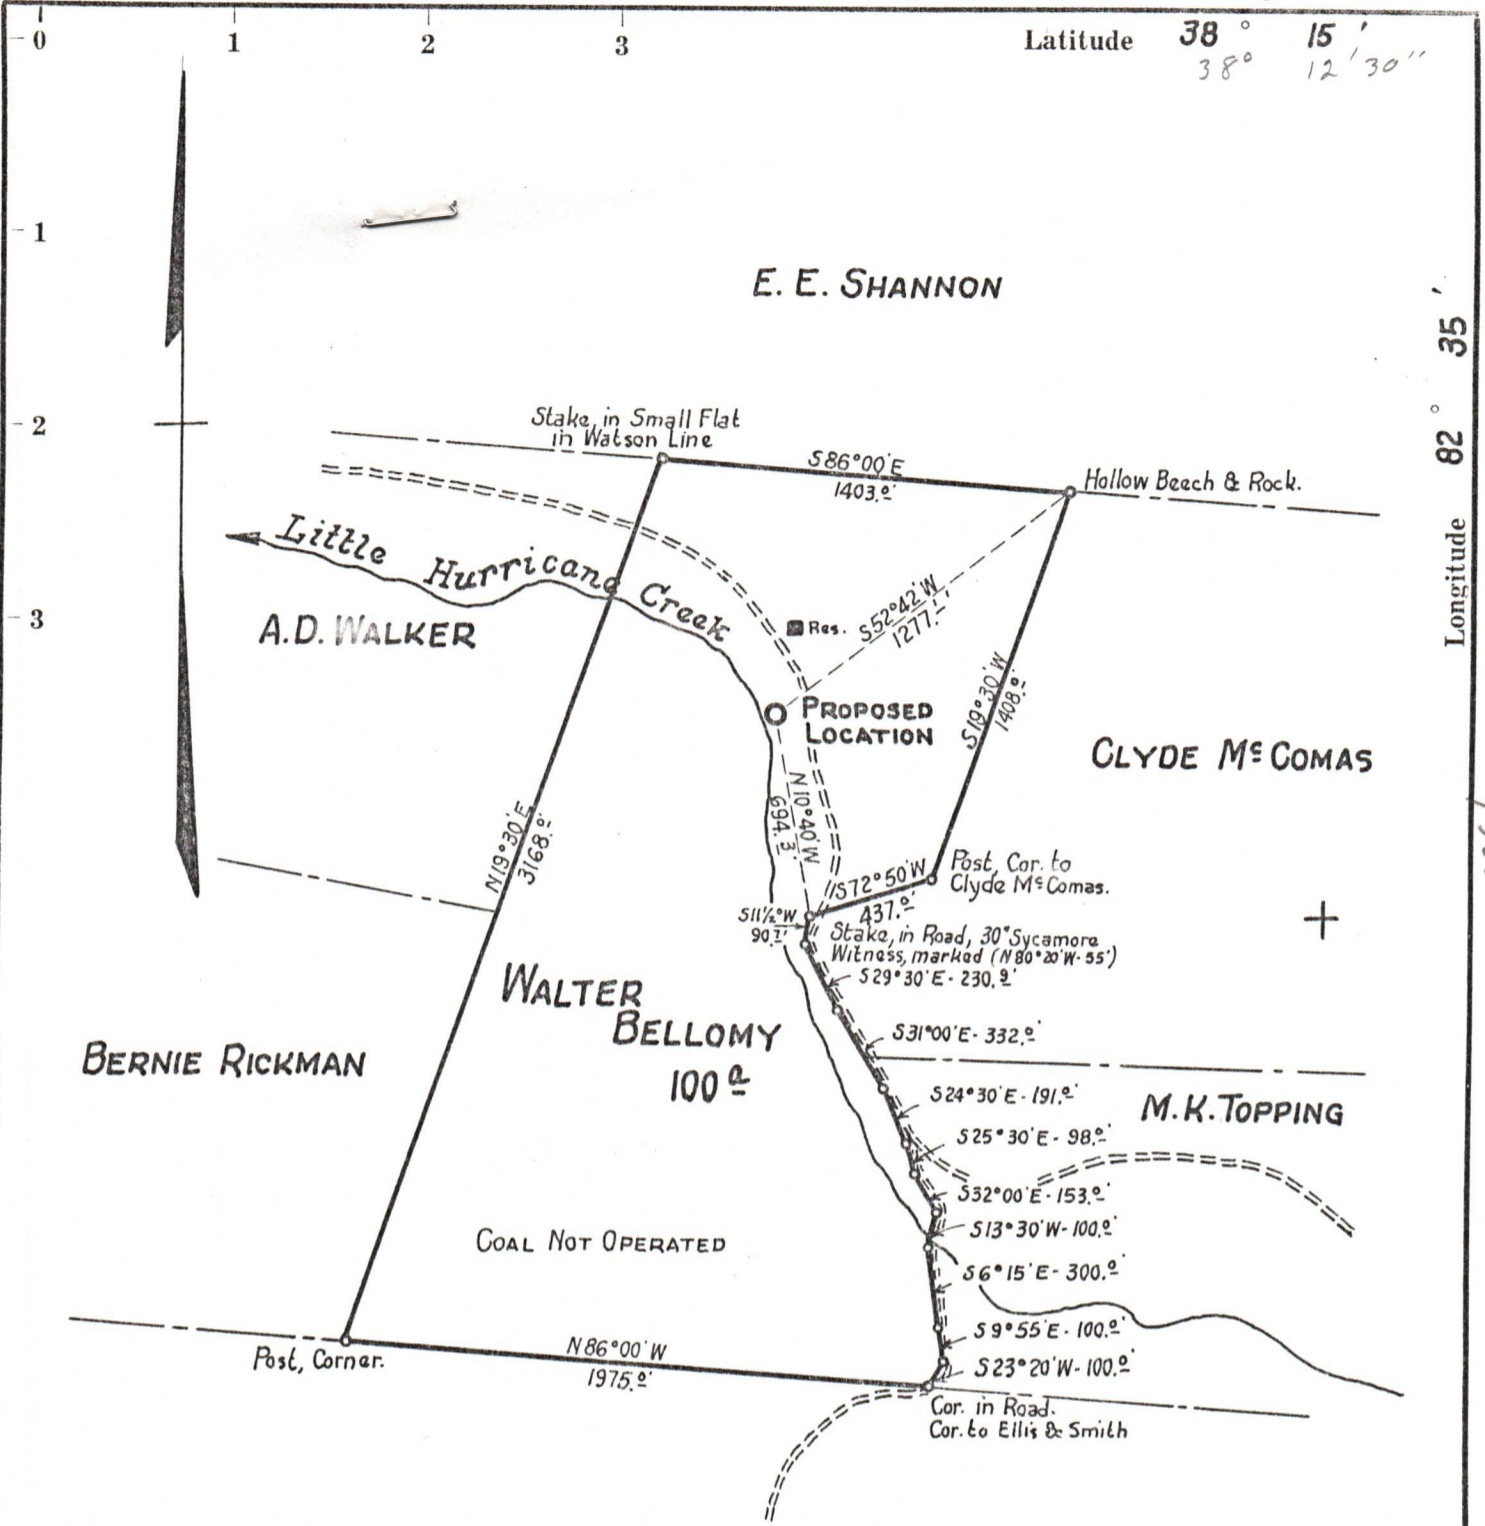 0
1 2 3 Latitude 38° 15'
38° 12'30"
1
2
3
Longitude 82° 35'
E. E. SHANNON
Stake, in Small Flat
in Watson Line
S86°00'E
1403.0'
Hollow Beech & Rock.
Little Hurricane Creek
A.D. WALKER
Res.
S52°42'W
1277.1'
S19°30'W
1408.0'
PROPOSED
LOCATION
CLYDE McCOMAS
N10°40'W
694.3'
N19°30'E
3168.0'
S72°50'W
437.0'
Post, Cor. to
Clyde McComas.
S11½°W
90.7'
Stake, in Road, 30" Sycamore
Witness, marked (N80°20'W-55')
S29°30'E-230.9'
WALTER
BELLOMY
100 a
S31°00'E-332.0'
BERNIE RICKMAN
S24°30'E-191.0'
M.K. TOPPING
S25°30'E-98.0'
S32°00'E-153.0'
S13°30'W-100.0'
COAL NOT OPERATED
S6°15'E-300.0'
S9°55'E-100.0'
S23°20'W-100.0'
Post, Corner.
N86°00'W
1975.0'
Cor. in Road.
Cor. to Ellis & Smith